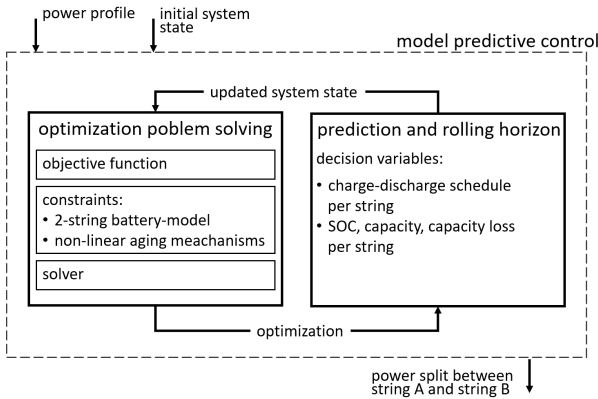 power profile
initial system
state
model predictive control
updated system state
optimization poblem solving
objective function
constraints:
• 2-string battery-model
• non-linear aging meachanisms
solver
prediction and rolling horizon
decision variables:
• charge-discharge schedule
per string
• SOC, capacity, capacity loss
per string
optimization
power split between
string A and string B